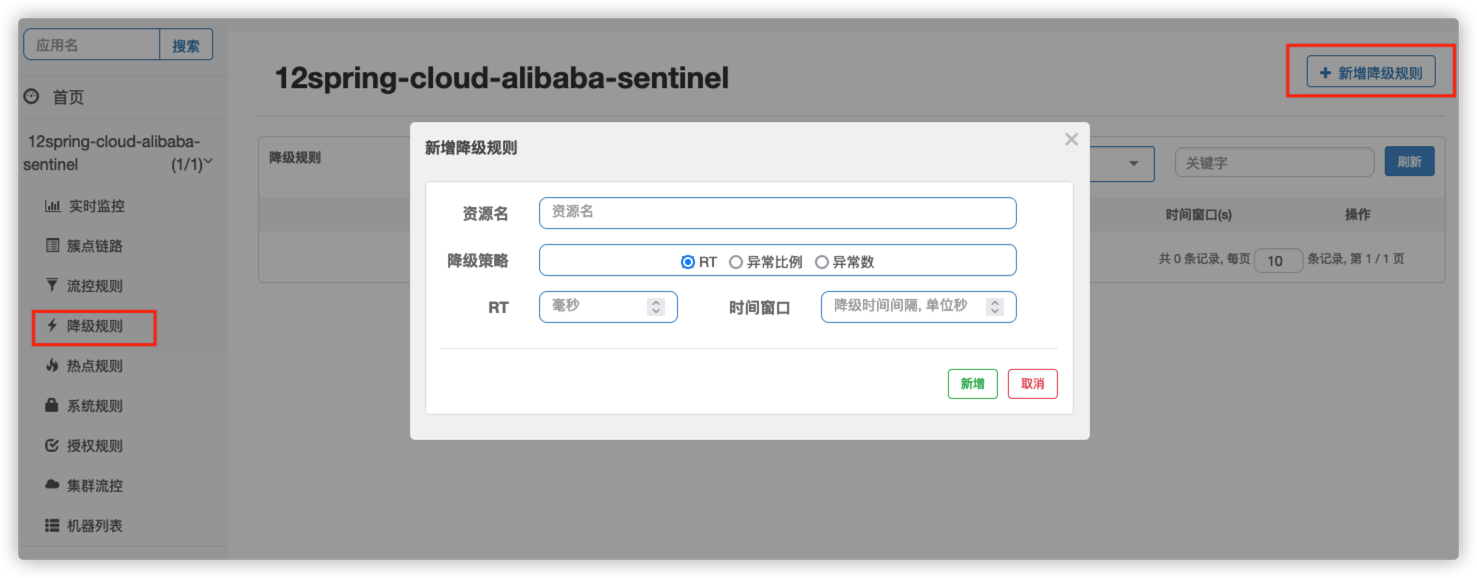 应用名
搜索
首页
12spring-cloud-alibaba-
sentinel (1/1)
实时监控
簇点链路
流控规则
降级规则
热点规则
系统规则
授权规则
集群流控
机器列表
12spring-cloud-alibaba-sentinel
+ 新增降级规则
降级规则
关键字
刷新
时间窗口(s) 操作
共 0 条记录, 每页 10 条记录, 第 1 / 1 页
新增降级规则 ×
资源名 资源名
降级策略 RT 异常比例 异常数
RT 毫秒 时间窗口 降级时间间隔, 单位秒
新增 取消